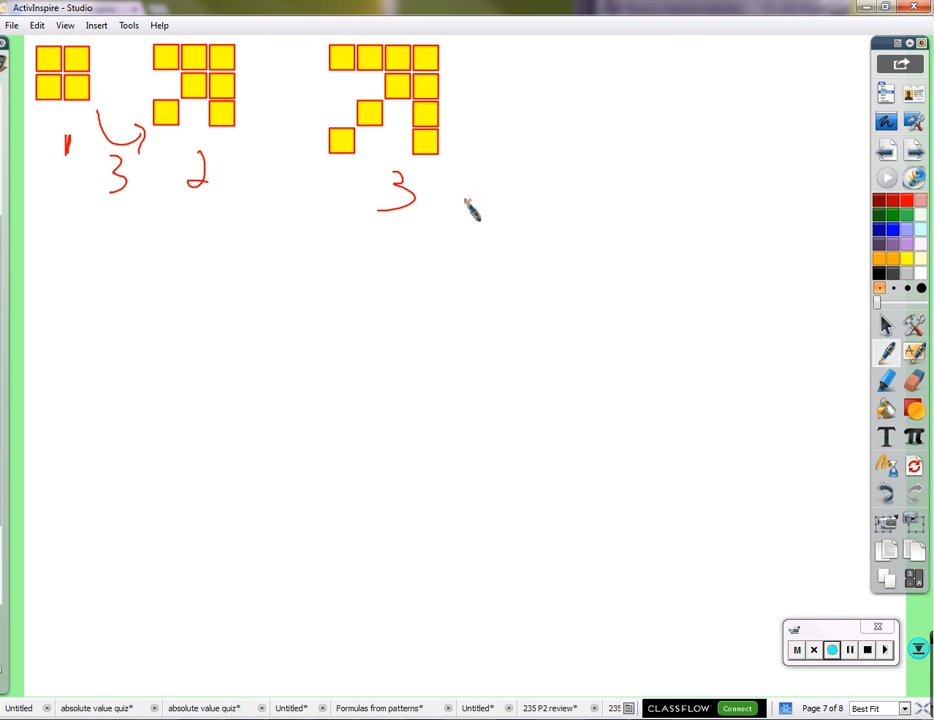 ActivInspire - Studio
File Edit View Insert Tools Help
1
3
2
3
T π
M
Untitled absolute value quiz* absolute value quiz* Untitled* Formulas from patterns* Untitled* 235 P2 review* 235
CLASSFLOW Connect
Page 7 of 8 Best Fit